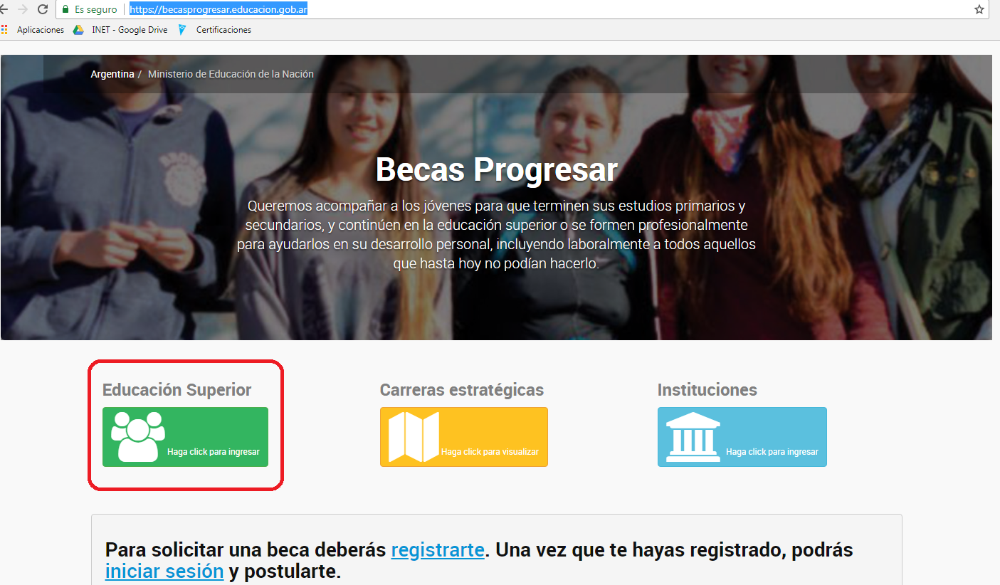 Es seguro | https://becasprogresar.educacion.gob.ar
Aplicaciones INET - Google Drive Certificaciones
Argentina / Ministerio de Educación de la Nación
Becas Progresar
Queremos acompañar a los jóvenes para que terminen sus estudios primarios y
secundarios, y continúen en la educación superior o se formen profesionalmente
para ayudarlos en su desarrollo personal, incluyendo laboralmente a todos aquellos
que hasta hoy no podían hacerlo.
Educación Superior
Haga click para ingresar
Carreras estratégicas
Haga click para visualizar
Instituciones
Haga click para ingresar
Para solicitar una beca deberás registrarte. Una vez que te hayas registrado, podrás
iniciar sesión y postularte.